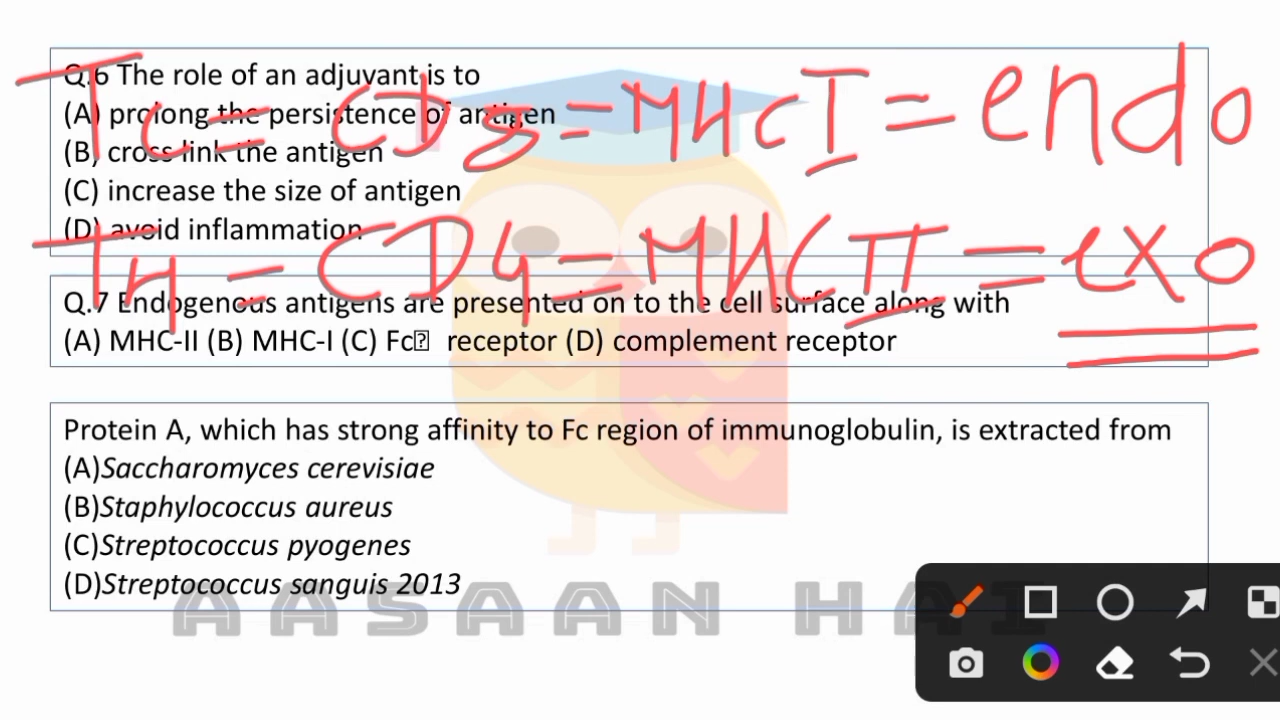 Q.6 The role of an adjuvant is to
(A) prolong the persistence of antigen
(B) cross link the antigen
(C) increase the size of antigen
(D) avoid inflammation
TC = CD8 = MHC I = endo
TH = CD4 = MHC II = exo
Q.7 Endogenous antigens are presented on to the cell surface along with
(A) MHC-II (B) MHC-I (C) Fc receptor (D) complement receptor
Protein A, which has strong affinity to Fc region of immunoglobulin, is extracted from
(A)Saccharomyces cerevisiae
(B)Staphylococcus aureus
(C)Streptococcus pyogenes
(D)Streptococcus sanguis 2013
AASAAN HAI